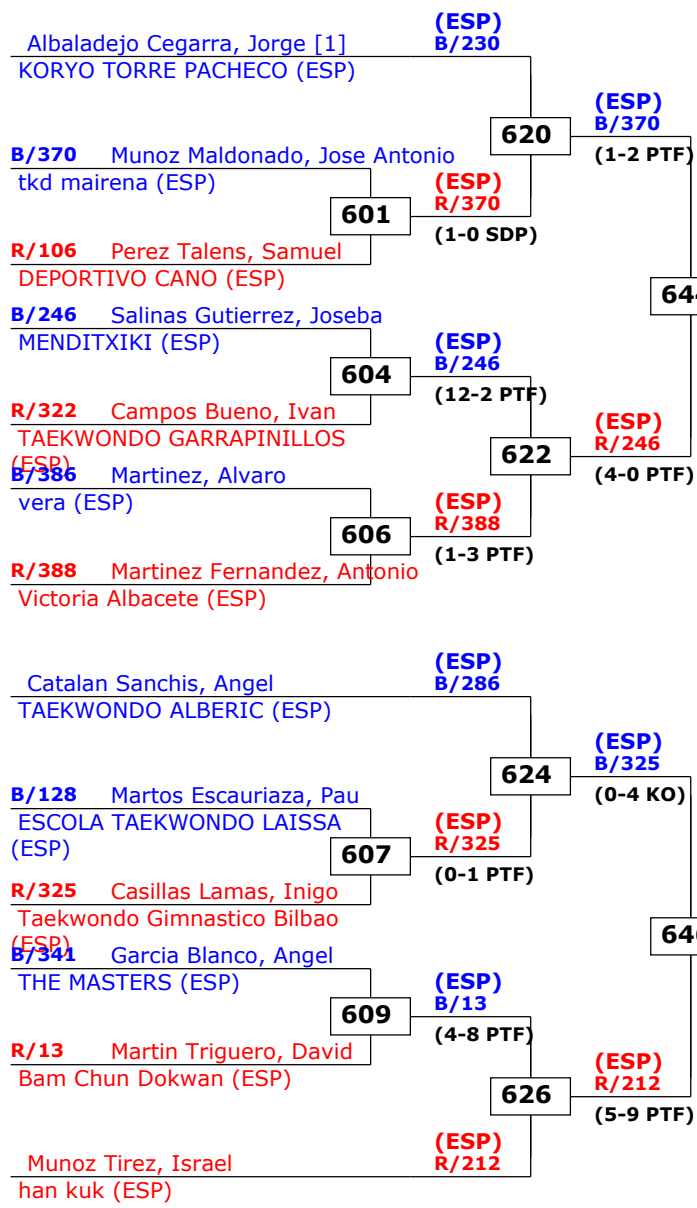 (ESP)
Albaladejo Cegarra, Jorge [1]
B/230
KORYO TORRE PACHECO (ESP)
(ESP)
B/370
620
(1-2 PTF)
B/370 Munoz Maldonado, Jose Antonio
tkd mairena (ESP)
(ESP)
R/370
601
(1-0 SDP)
R/106 Perez Talens, Samuel
DEPORTIVO CANO (ESP)
B/246 Salinas Gutierrez, Joseba
MENDITXIKI (ESP)
(ESP)
B/246
604
(12-2 PTF)
R/322 Campos Bueno, Ivan
TAEKWONDO GARRAPINILLOS
(ESP)
(ESP)
R/246
622
(4-0 PTF)
B/386 Martinez, Alvaro
vera (ESP)
(ESP)
R/388
606
(1-3 PTF)
R/388 Martinez Fernandez, Antonio
Victoria Albacete (ESP)
(ESP)
Catalan Sanchis, Angel
B/286
TAEKWONDO ALBERIC (ESP)
(ESP)
B/325
624
(0-4 KO)
B/128 Martos Escauriaza, Pau
ESCOLA TAEKWONDO LAISSA
(ESP)
(ESP)
R/325
607
(0-1 PTF)
R/325 Casillas Lamas, Inigo
Taekwondo Gimnastico Bilbao
(ESP)
B/341 Garcia Blanco, Angel
THE MASTERS (ESP)
(ESP)
B/13
609
(4-8 PTF)
R/13 Martin Triguero, David
Bam Chun Dokwan (ESP)
(ESP)
R/212
626
(5-9 PTF)
(ESP)
Munoz Tirez, Israel
R/212
han kuk (ESP)